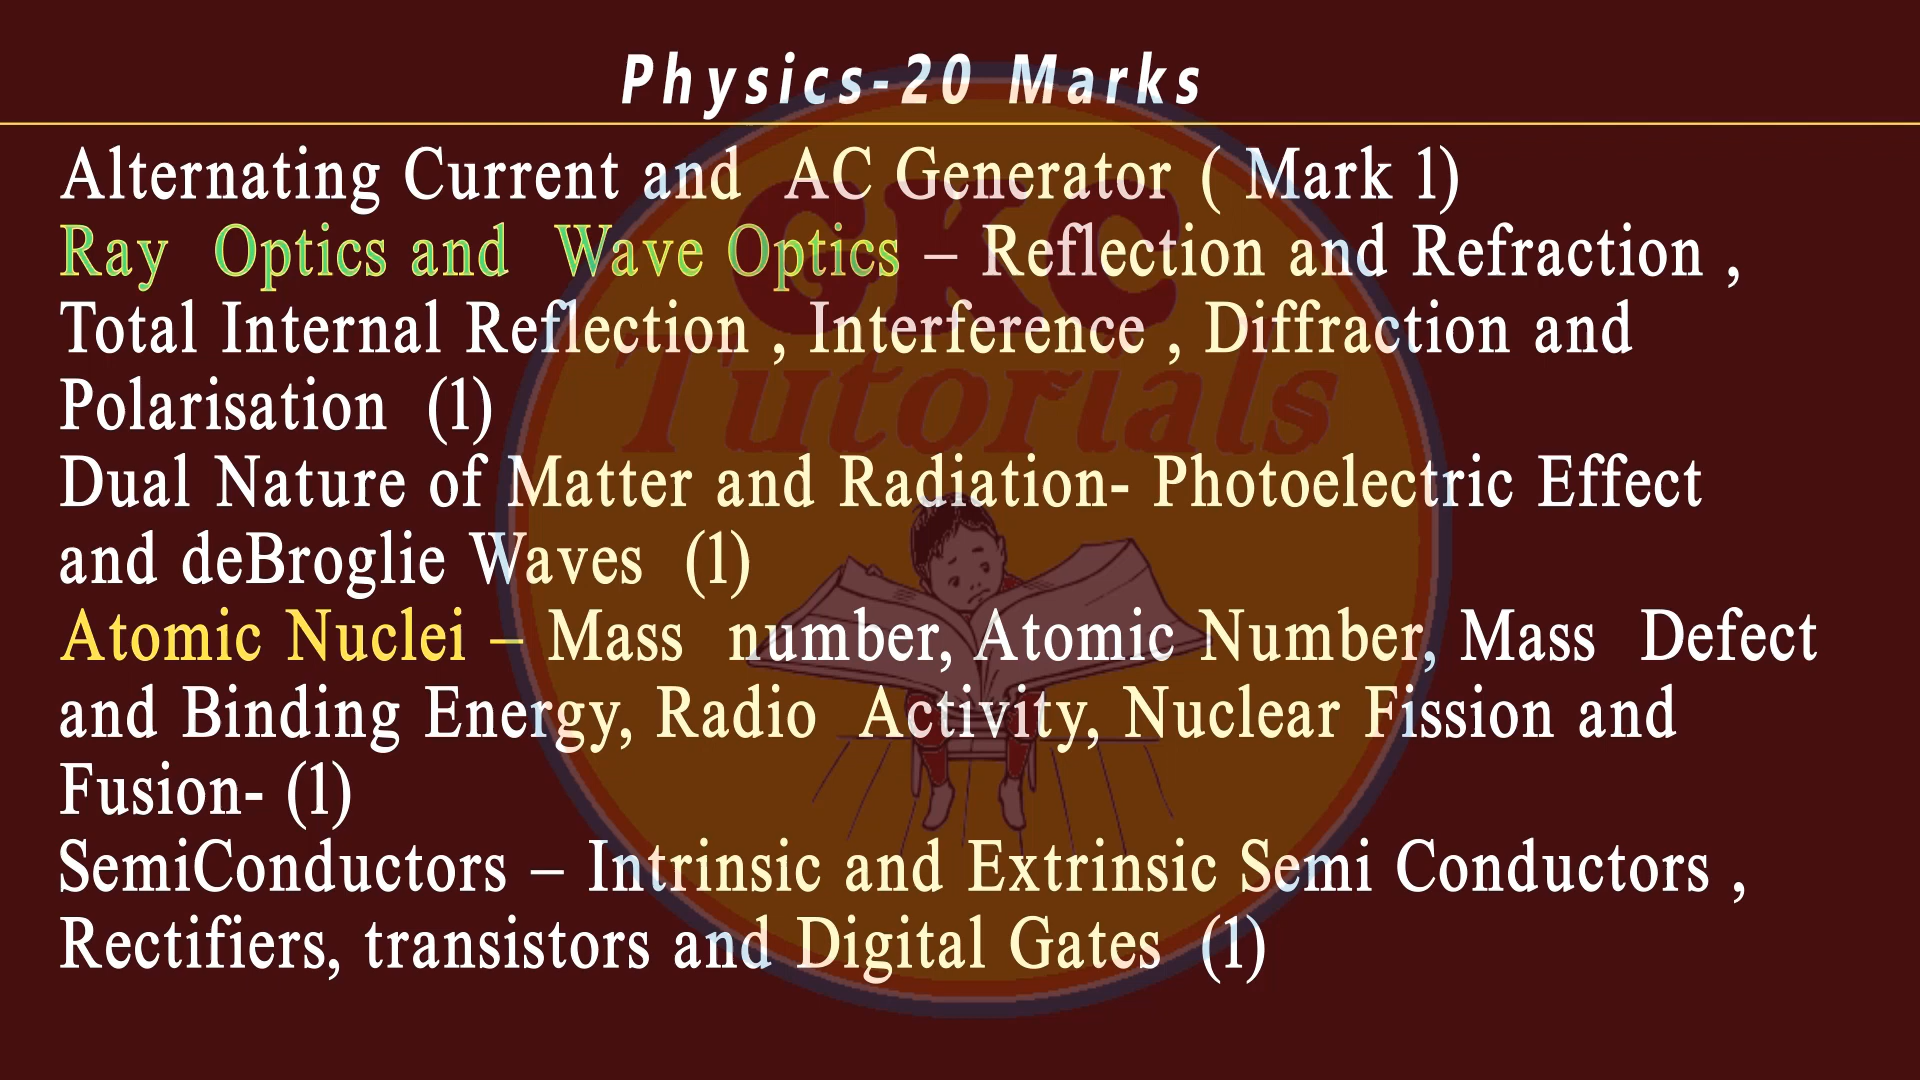 Physics-20 Marks
Alternating Current and AC Generator ( Mark 1)
Ray Optics and Wave Optics – Reflection and Refraction ,
Total Internal Reflection , Interference , Diffraction and
Polarisation (1)
Dual Nature of Matter and Radiation- Photoelectric Effect
and deBroglie Waves (1)
Atomic Nuclei – Mass number, Atomic Number, Mass Defect
and Binding Energy, Radio Activity, Nuclear Fission and
Fusion- (1)
SemiConductors – Intrinsic and Extrinsic Semi Conductors ,
Rectifiers, transistors and Digital Gates (1)
GKC
Tutorials